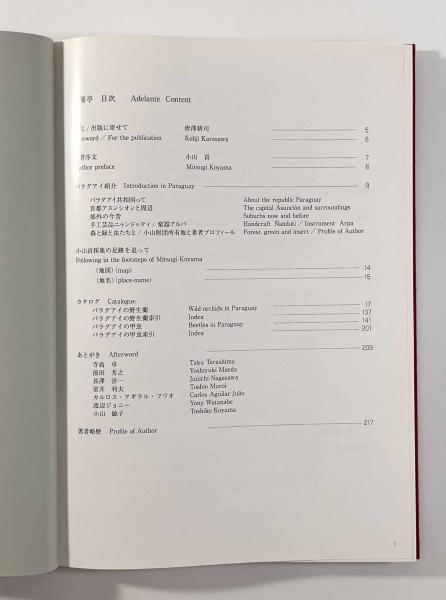 蘭亭 目次 Adelante Content
文/出版に寄せて 唐澤耕司 5
eword / For the publication Kohji Karasawa 6
者序文 小山 貢 7
thor preface Mitsugi Koyama 8
パラグアイ紹介 Introduction in Paraguay 9
パラグアイ共和国って About the republic Paraguay
首都アスンシオンと周辺 The capital Asunción and surroundings
郊外の今昔 Suburbs now and before
手工芸品ニャンドゥティ / 楽器アルパ Handcraft Ñanduti / Instrument Arpa
森と緑と虫たちと / 小山財団所有地と著者プロフィール Forest, green and insect / Profile of Author
小山貢採集の足跡を追って
Following in the footsteps of Mitsugi Koyama
(地図) (map) 14
(地名) (place-name) 15
カタログ Catalogue
パラグアイの野生蘭 Wild orchids in Paraguay 17
パラグアイの野生蘭索引 Index 137
パラグアイの甲虫 Beetles in Paraguay 141
パラグアイの甲虫索引 Index 201
あとがき Afterword 209
寺島 卓 Taku Terashima
前田 芳之 Yoshiyuki Maeda
長澤 淳一 Junichi Nagasawa
室井 利夫 Toshio Muroi
カルロス・アギラル・フリオ Carlos Aguilar Julio
渡辺ジョニー Yony Watanabe
小山 敏子 Toshiko Koyama
著者略歴 Profile of Author 217
1